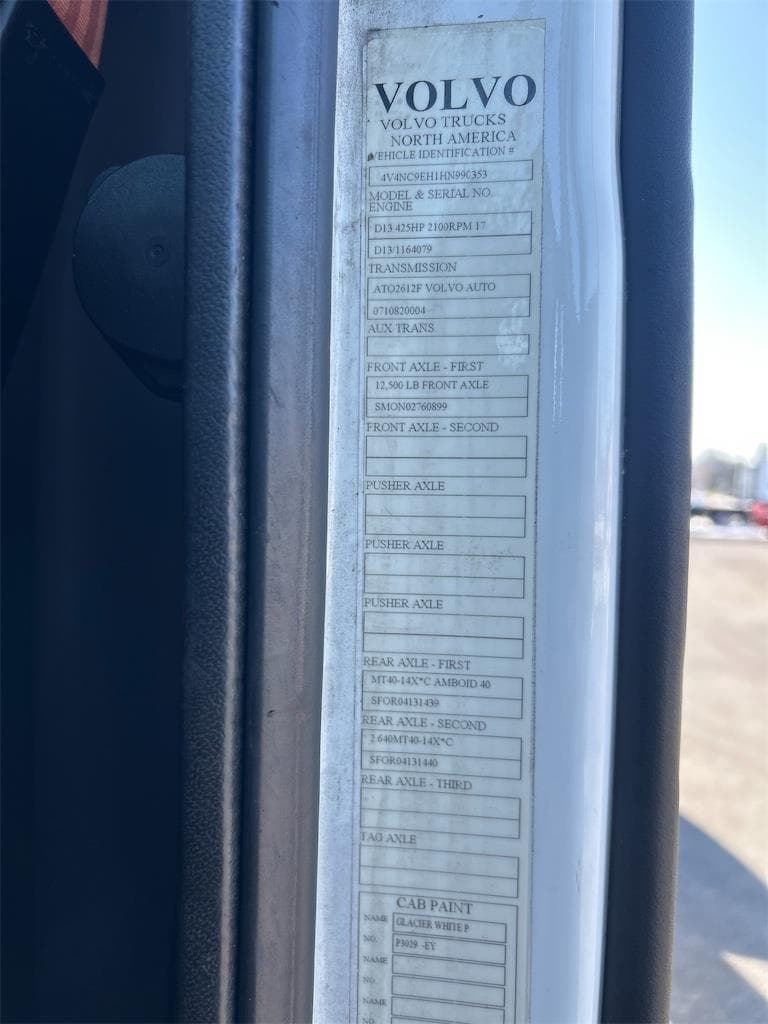 VOLVO
VOLVO TRUCKS
NORTH AMERICA
VEHICLE IDENTIFICATION #
4V4NC9EH1HN990353
MODEL & SERIAL NO.
ENGINE
D13 425HP 2100RPM 17
D13/1164079
TRANSMISSION
ATO2612F VOLVO AUTO
0710820004
AUX TRANS
FRONT AXLE - FIRST
12,500 LB FRONT AXLE
SMON02760899
FRONT AXLE - SECOND
PUSHER AXLE
PUSHER AXLE
PUSHER AXLE
REAR AXLE - FIRST
MT40-14X*C AMBOID 40
SFOR04131439
REAR AXLE - SECOND
2.640MT40-14X*C
SFOR04131440
REAR AXLE - THIRD
TAG AXLE
CAB PAINT
NAME GLACIER WHITE P
NO. P3029 -EY
NAME
NO.
NAME
NO.